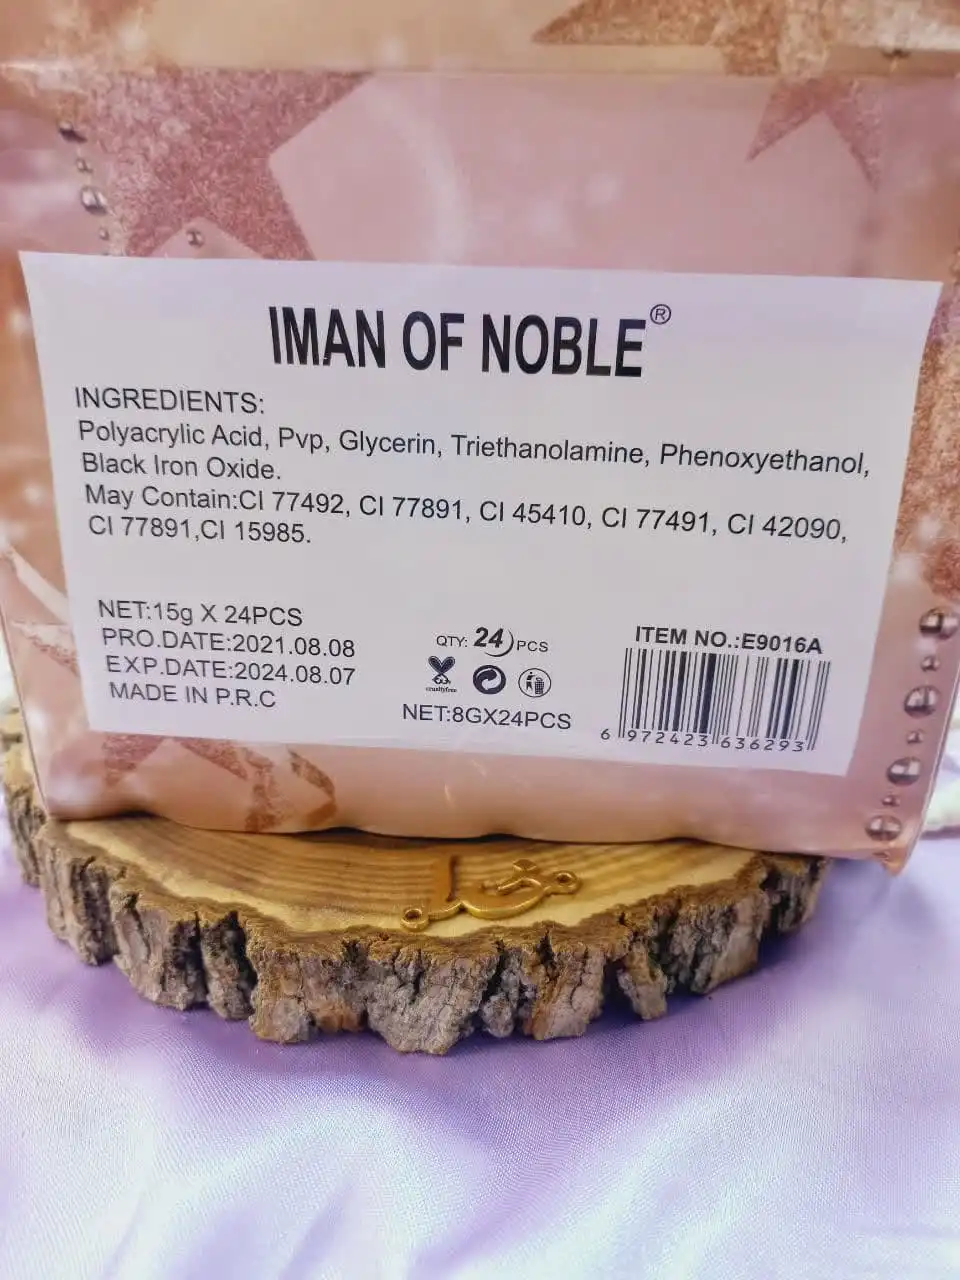 IMAN OF NOBLE®
INGREDIENTS:
Polyacrylic Acid, Pvp, Glycerin, Triethanolamine, Phenoxyethanol,
Black Iron Oxide.
May Contain:CI 77492, CI 77891, CI 45410, CI 77491, CI 42090,
CI 77891,CI 15985.
NET:15g X 24PCS
PRO.DATE:2021.08.08
EXP.DATE:2024.08.07
MADE IN P.R.C
QTY: 24 PCS
crueltyfree
NET:8GX24PCS
ITEM NO.:E9016A
6 972423 636293